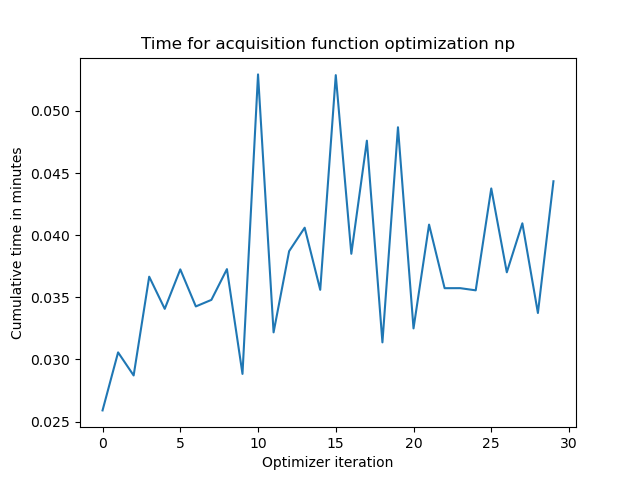 Time for acquisition function optimization np
Cumulative time in minutes
0.050
0.045
0.040
0.035
0.030
0.025
0 5 10 15 20 25 30
Optimizer iteration